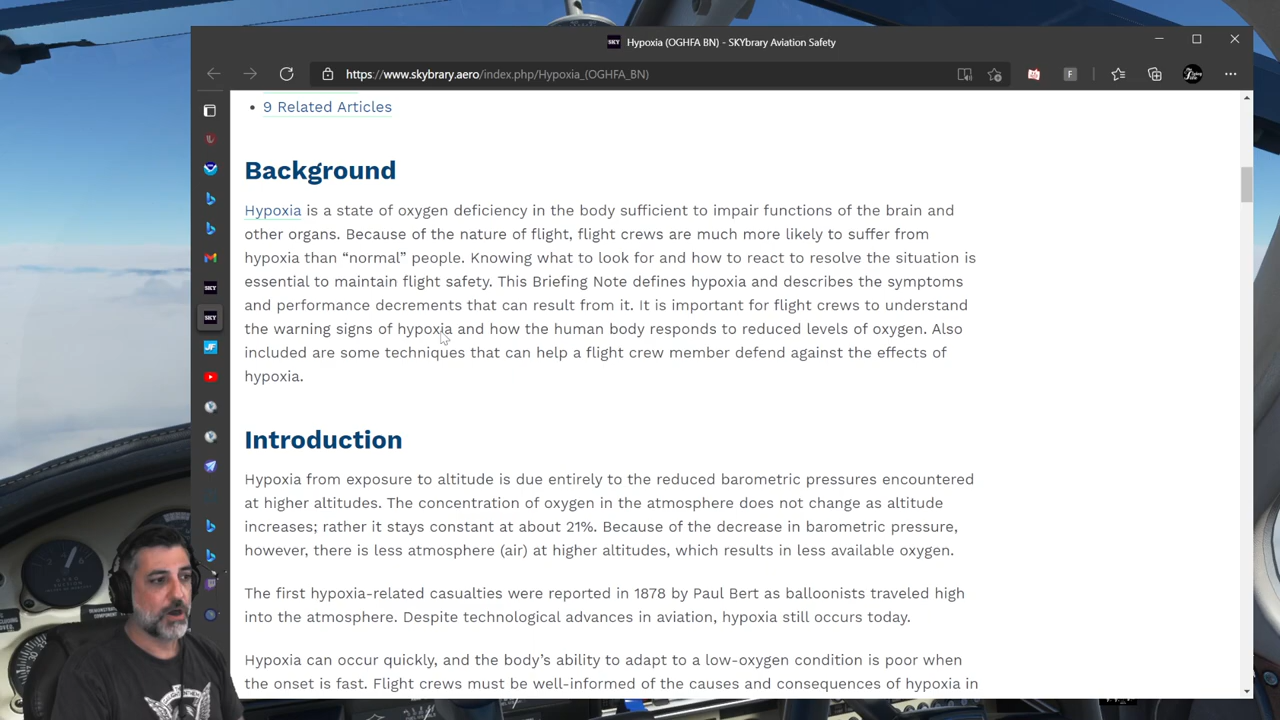 Hypoxia (OGHFA BN) - SKYbrary Aviation Safety
https://www.skybrary.aero/index.php/Hypoxia_(OGHFA_BN)
• 9 Related Articles
Background
Hypoxia is a state of oxygen deficiency in the body sufficient to impair functions of the brain and
other organs. Because of the nature of flight, flight crews are much more likely to suffer from
hypoxia than “normal” people. Knowing what to look for and how to react to resolve the situation is
essential to maintain flight safety. This Briefing Note defines hypoxia and describes the symptoms
and performance decrements that can result from it. It is important for flight crews to understand
the warning signs of hypoxia and how the human body responds to reduced levels of oxygen. Also
included are some techniques that can help a flight crew member defend against the effects of
hypoxia.
Introduction
Hypoxia from exposure to altitude is due entirely to the reduced barometric pressures encountered
at higher altitudes. The concentration of oxygen in the atmosphere does not change as altitude
increases; rather it stays constant at about 21%. Because of the decrease in barometric pressure,
however, there is less atmosphere (air) at higher altitudes, which results in less available oxygen.
The first hypoxia-related casualties were reported in 1878 by Paul Bert as balloonists traveled high
into the atmosphere. Despite technological advances in aviation, hypoxia still occurs today.
Hypoxia can occur quickly, and the body’s ability to adapt to a low-oxygen condition is poor when
the onset is fast. Flight crews must be well-informed of the causes and consequences of hypoxia in